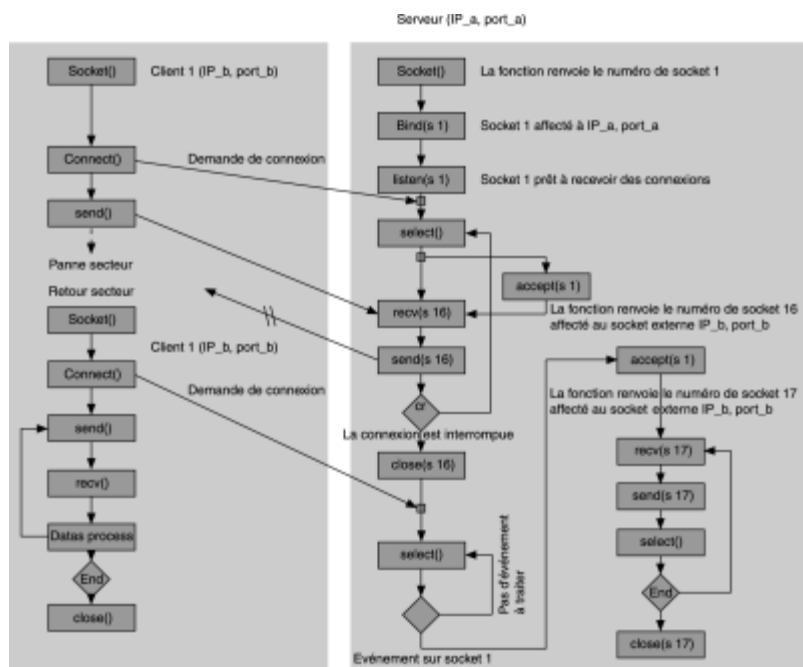 Serveur (IP_a, port_a)
Socket()
Client 1 (IP_b, port_b)
Connect()
Demande de connexion
send()
Panne secteur
Retour secteur
Socket()
Client 1 (IP_b, port_b)
Connect()
Demande de connexion
send()
recv()
Datas process
End
close()
Socket()
La fonction renvoie le numéro de socket 1
Bind(s 1)
Socket 1 affecté à IP_a, port_a
listen(s 1)
Socket 1 prêt à recevoir des connexions
select()
accept(s 1)
La fonction renvoie le numéro de socket 16
affecté au socket externe IP_b, port_b
recv(s 16)
send(s 16)
La connexion est interrompue
close(s 16)
select()
Pas d'événement
à traiter
Evénement sur socket 1
accept(s 1)
La fonction renvoie le numéro de socket 17
affecté au socket externe IP_b, port_b
recv(s 17)
send(s 17)
select()
End
close(s 17)